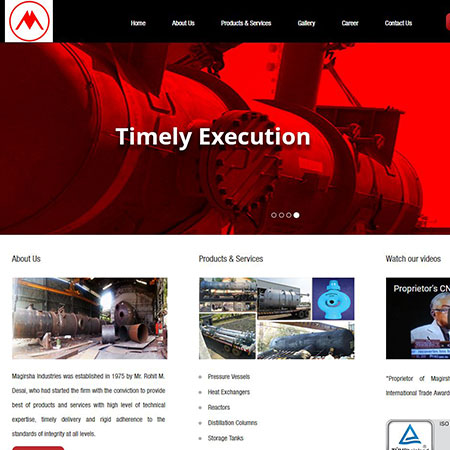 Home About Us Products & Services Gallery Career Contact Us
Timely Execution
About Us
Magirsha Industries was established in 1975 by Mr. Rohit M.
Desai, who had started the firm with the conviction to provide
best of products and services with high level of technical
expertise, timely delivery and rigid adherence to the
standards of integrity at all levels.
Products & Services
Pressure Vessels
Heat Exchangers
Reactors
Distillation Columns
Storage Tanks
Watch our videos
Proprietor's CN
"Proprietor of Magirsh
International Trade Award
ISO